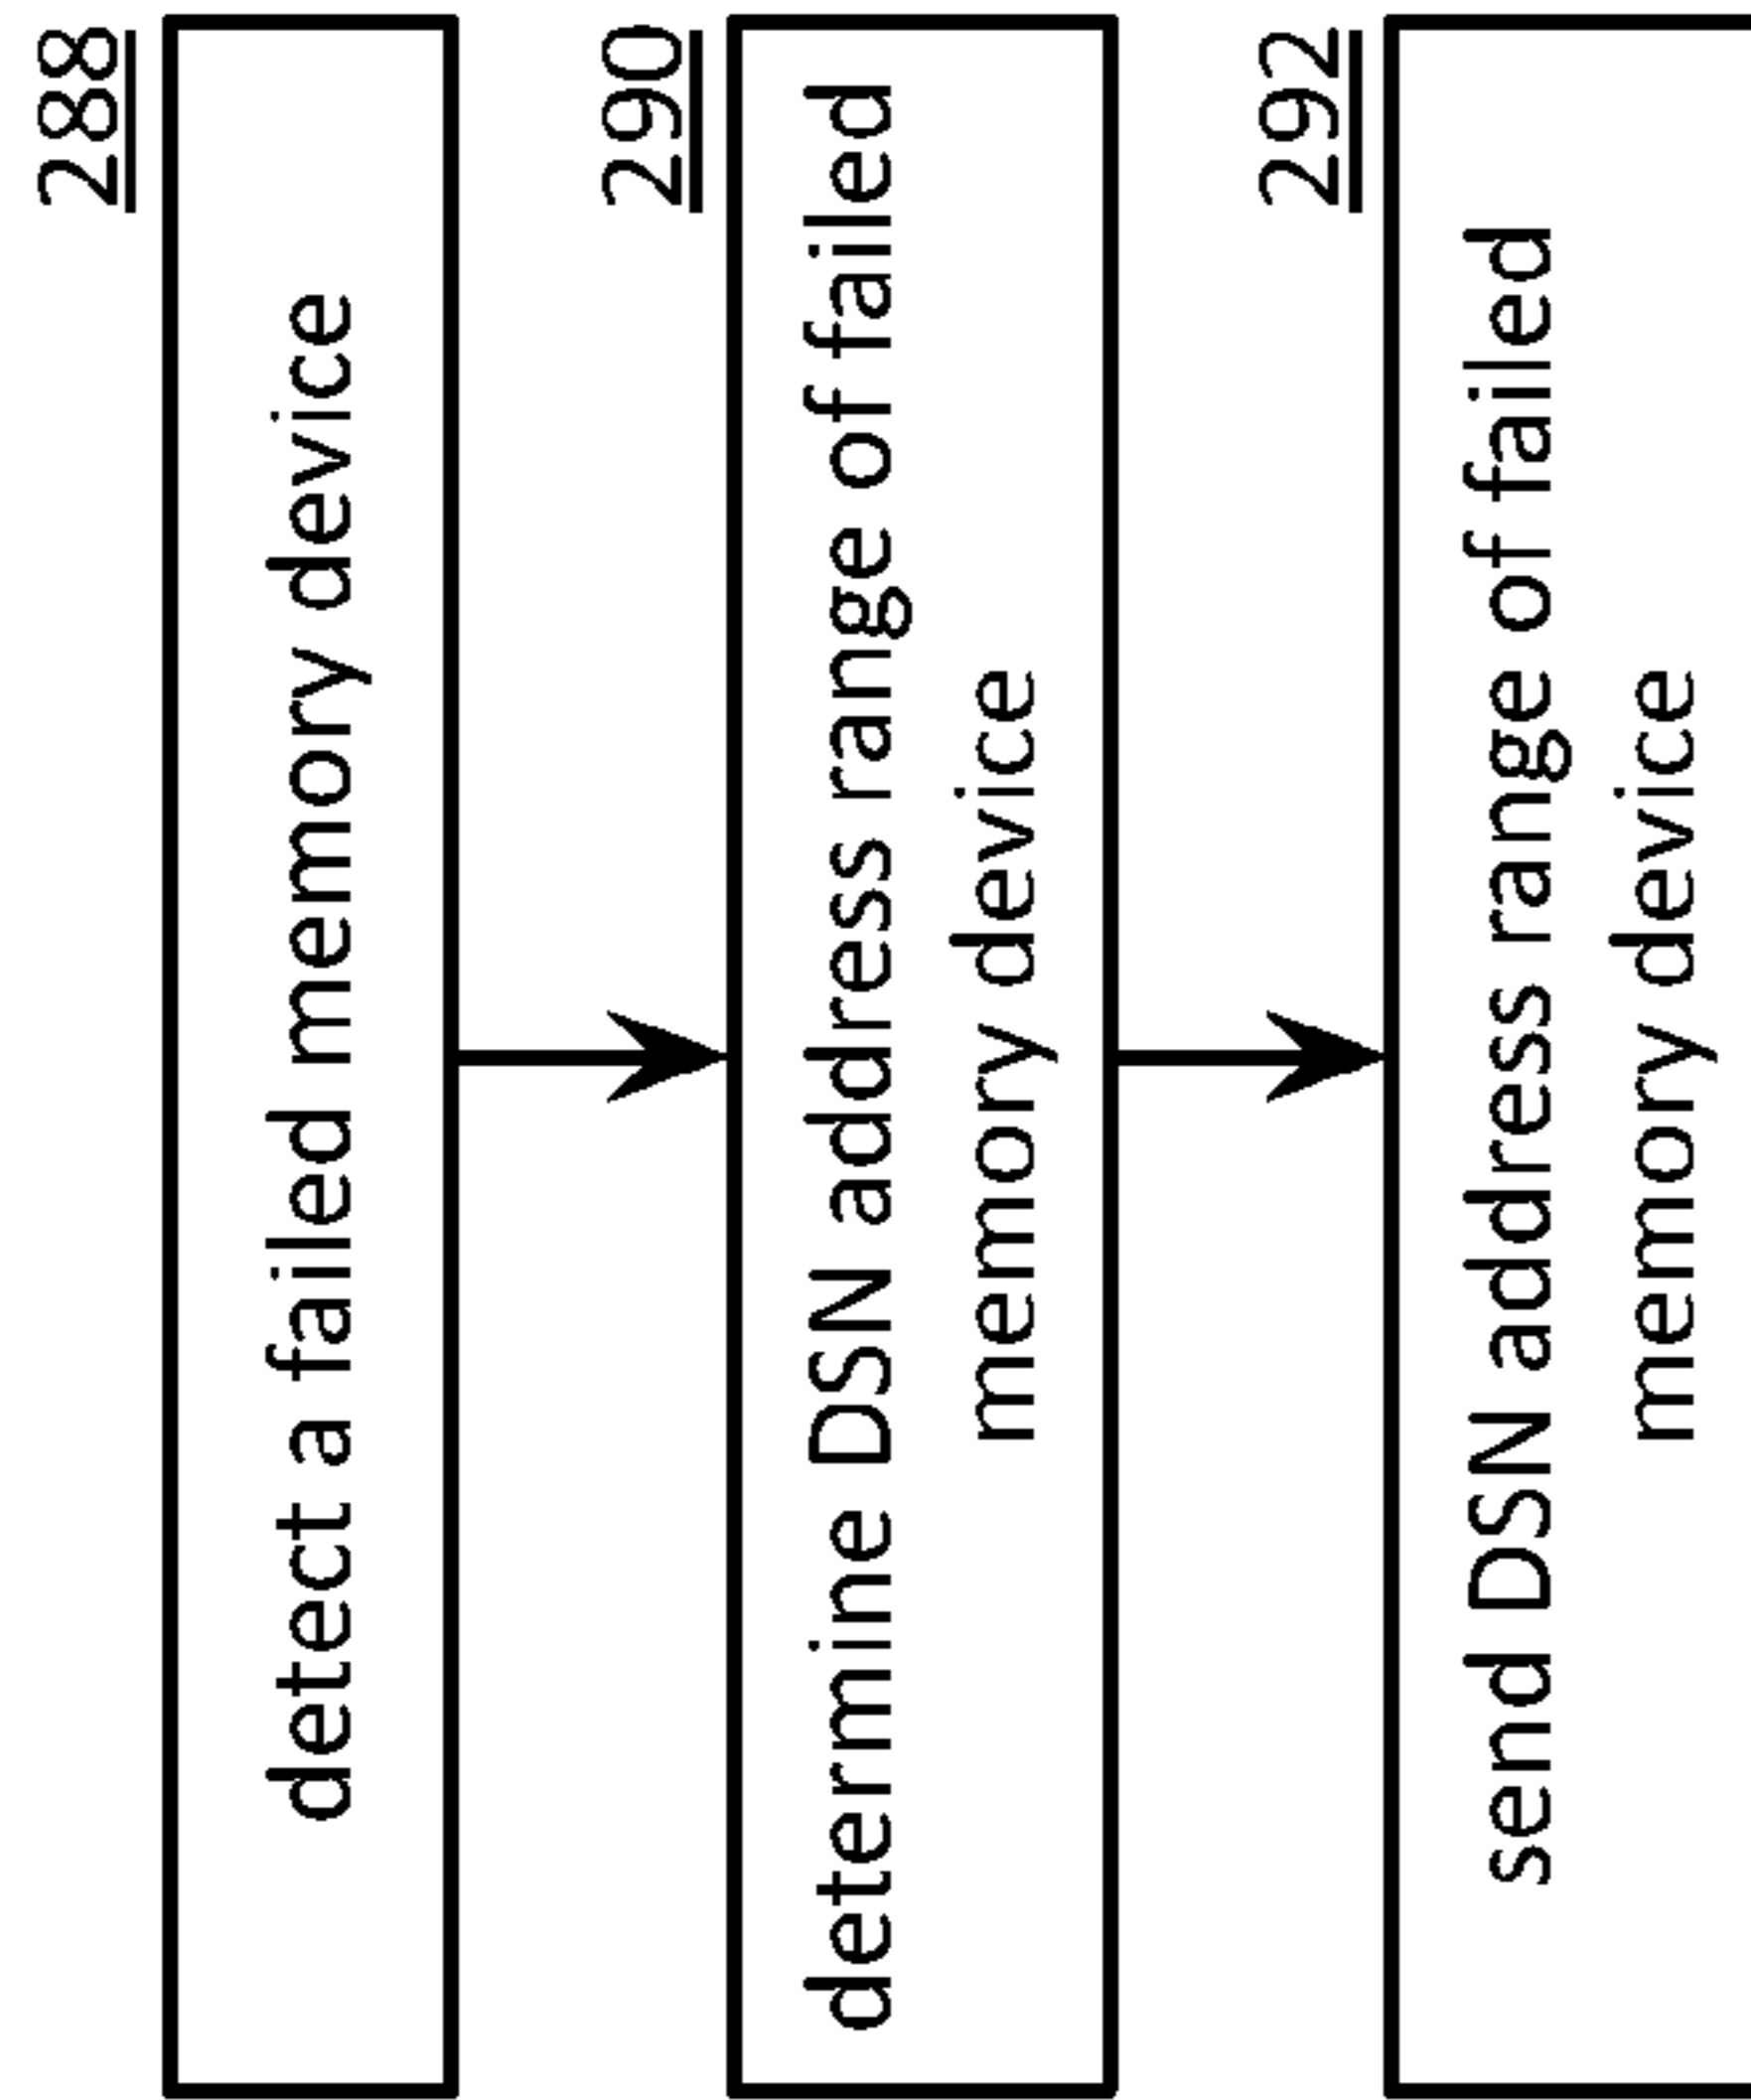 288
detect a failed memory device
290
determine DSN address range of failed
memory device
292
send DSN address range of failed
memory device